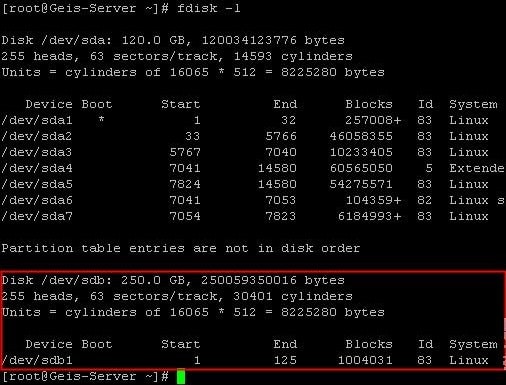 [root@Geis-Server ~]# fdisk -l
Disk /dev/sda: 120.0 GB, 120034123776 bytes
255 heads, 63 sectors/track, 14593 cylinders
Units = cylinders of 16065 * 512 = 8225280 bytes
Device Boot Start End Blocks Id System
/dev/sda1 * 1 32 257008+ 83 Linux
/dev/sda2 33 5766 46058355 83 Linux
/dev/sda3 5767 7040 10233405 83 Linux
/dev/sda4 7041 14580 60565050 5 Extende
/dev/sda5 7824 14580 54275571 83 Linux
/dev/sda6 7041 7053 104359+ 82 Linux s
/dev/sda7 7054 7823 6184993+ 83 Linux
Partition table entries are not in disk order
Disk /dev/sdb: 250.0 GB, 250059350016 bytes
255 heads, 63 sectors/track, 30401 cylinders
Units = cylinders of 16065 * 512 = 8225280 bytes
Device Boot Start End Blocks Id System
/dev/sdb1 1 125 1004031 83 Linux
[root@Geis-Server ~]#